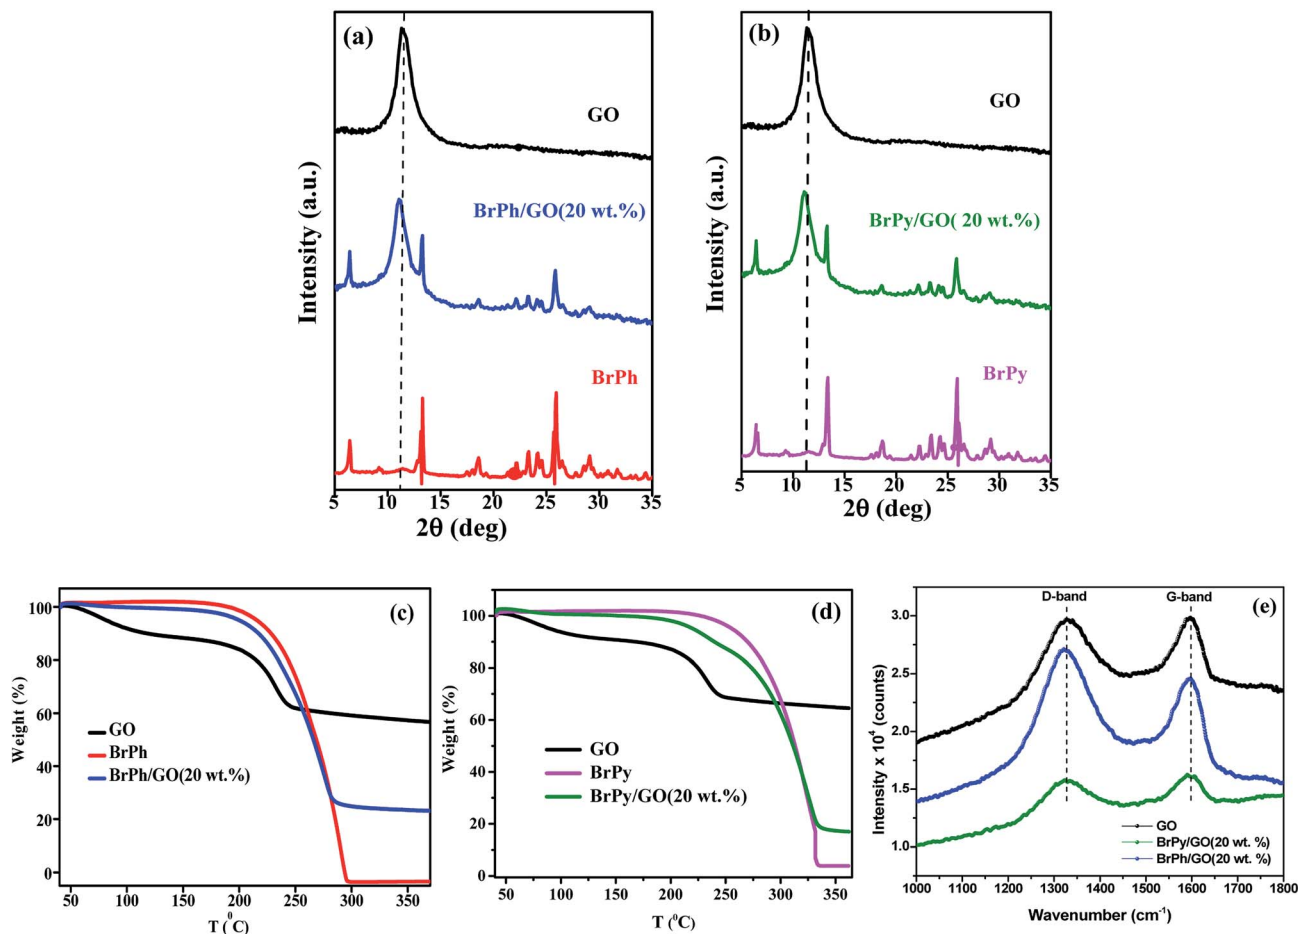 (a)
GO
BrPh/GO(20 wt.%)
BrPh
Intensity (a.u.)
5 10 15 20 25 30 35
2θ (deg)
(b)
GO
BrPy/GO( 20 wt.%)
BrPy
Intensity (a.u.)
5 10 15 20 25 30 35
2θ (deg)
(c)
100
80
60
40
20
0
Weight (%)
GO
BrPh
BrPh/GO(20 wt.%)
50 100 150 200 250 300 350
T (⁰C)
(d)
100
80
60
40
20
0
Weight (%)
GO
BrPy
BrPy/GO(20 wt.%)
50 100 150 200 250 300 350
T (⁰C)
D-band G-band
(e)
3.0
2.5
2.0
1.5
1.0
Intensity x 10⁴ (counts)
GO
BrPy/GO(20 wt. %)
BrPh/GO(20 wt. %)
1000 1100 1200 1300 1400 1500 1600 1700 1800
Wavenumber (cm⁻¹)